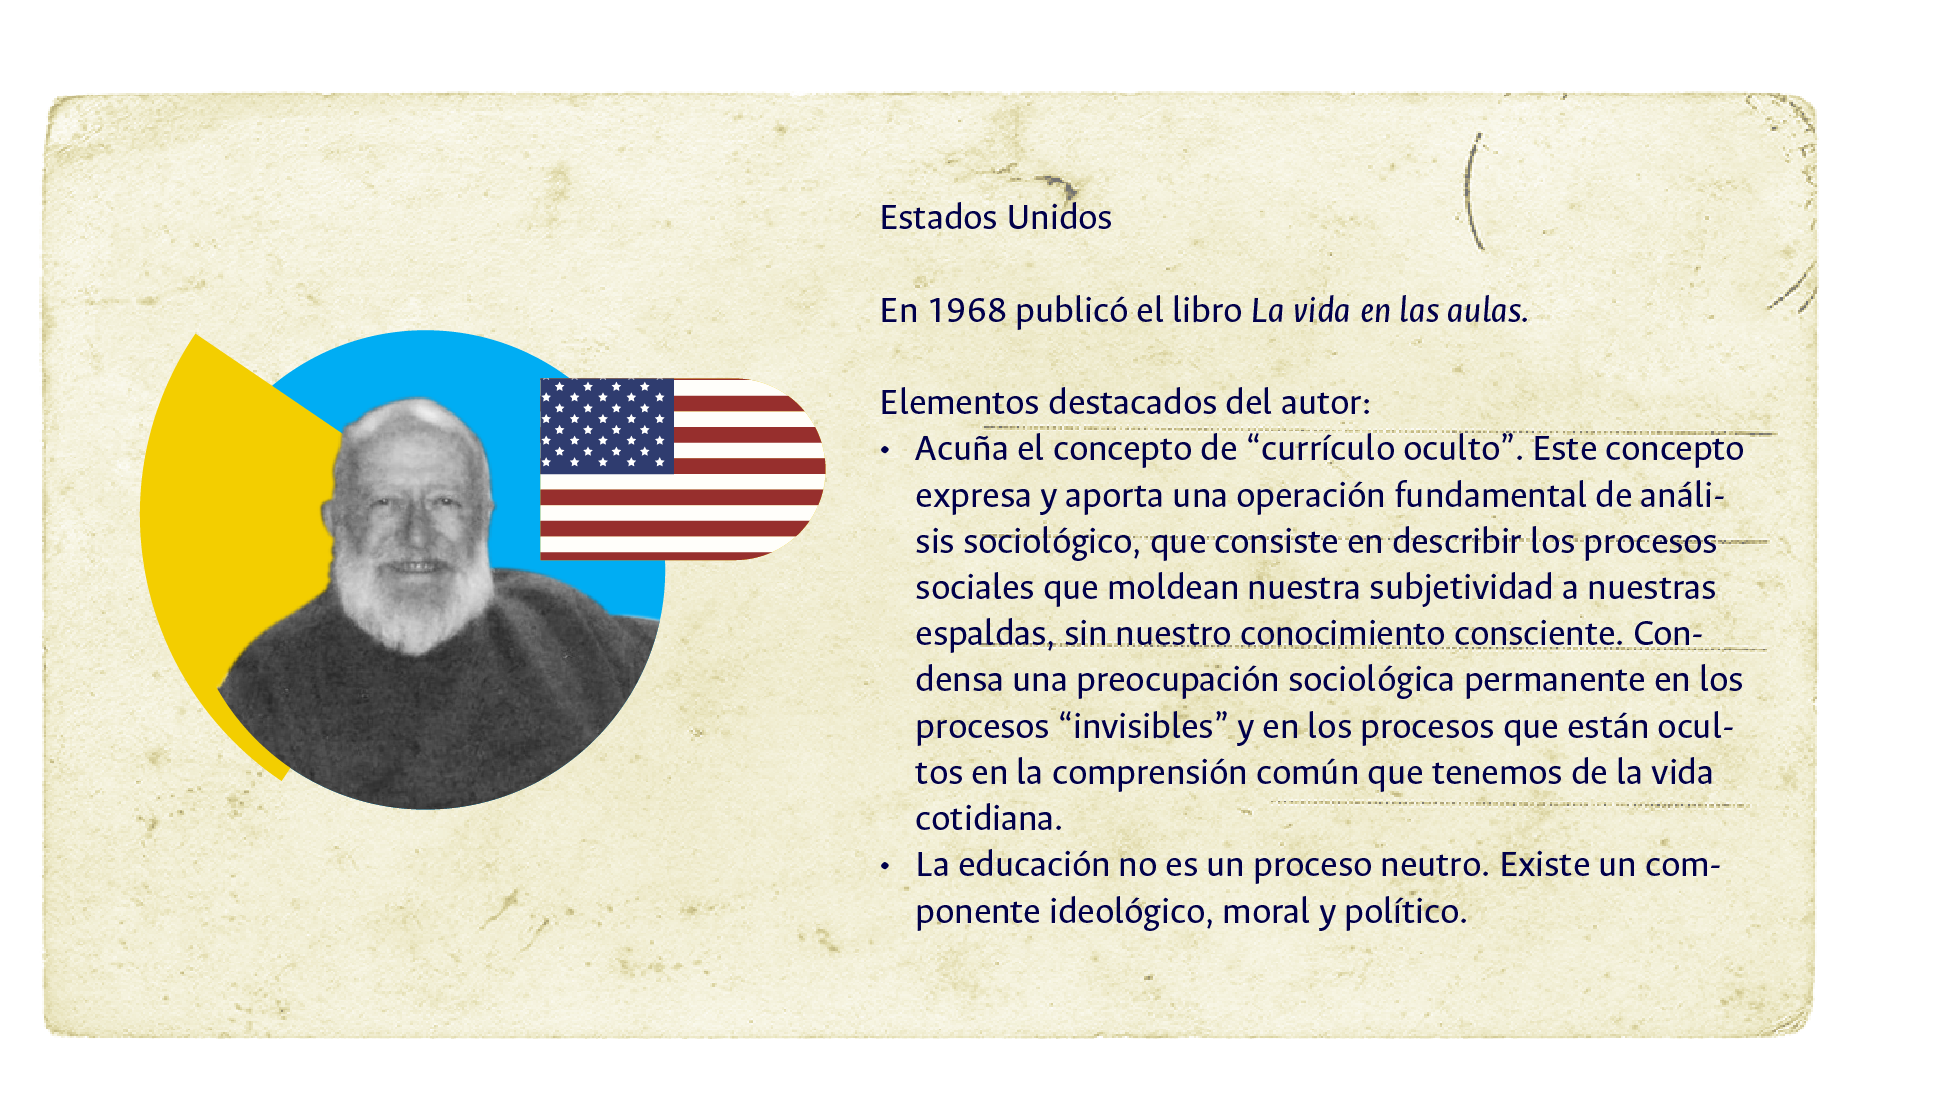 Estados Unidos
En 1968 publicó el libro La vida en las aulas.
Elementos destacados del autor:
• Acuña el concepto de “currículo oculto”. Este concepto
expresa y aporta una operación fundamental de análi-
sis sociológico, que consiste en describir los procesos
sociales que moldean nuestra subjetividad a nuestras
espaldas, sin nuestro conocimiento consciente. Con-
densa una preocupación sociológica permanente en los
procesos “invisibles” y en los procesos que están ocul-
tos en la comprensión común que tenemos de la vida
cotidiana.
• La educación no es un proceso neutro. Existe un com-
ponente ideológico, moral y político.